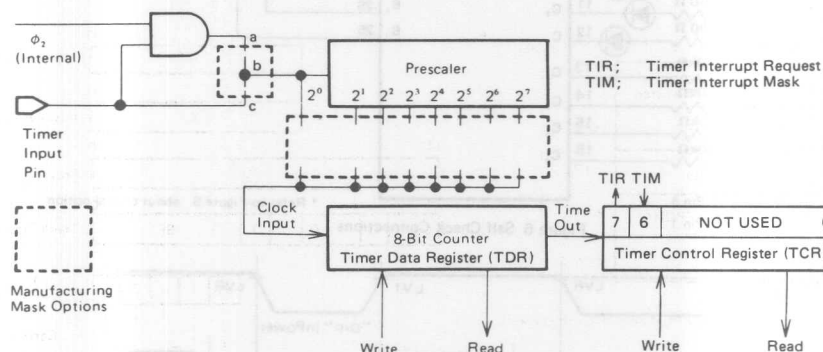 φ2
(Internal)
a
b
c
Prescaler
2⁰ 2¹ 2² 2³ 2⁴ 2⁵ 2⁶ 2⁷
TIR; Timer Interrupt Request
TIM; Timer Interrupt Mask
Timer
Input
Pin
TIR TIM
Clock
Input
Time
Out
7 6 NOT USED
8-Bit Counter
Timer Data Register (TDR)
Timer Control Register (TCR
Manufacturing
Mask Options
Write Read Write Read